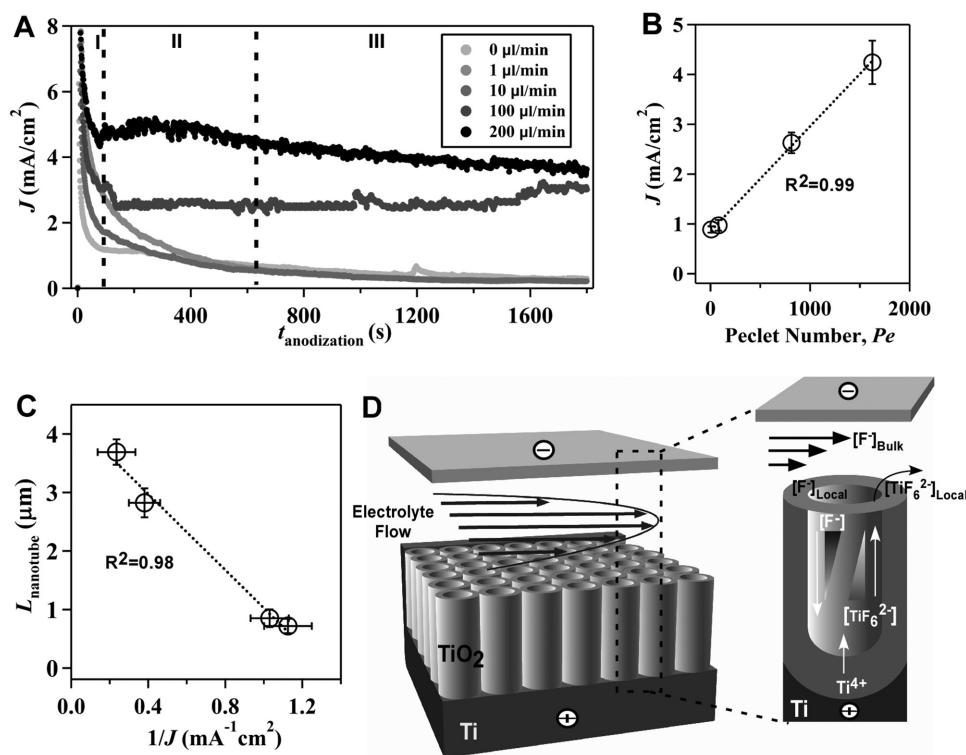 A
8
6
4
2
0
J (mA/cm²)
I
II
III
0 µl/min
1 µl/min
10 µl/min
100 µl/min
200 µl/min
0
400
800
1200
1600
t_anodization (s)
B
5
4
3
2
1
0
J (mA/cm²)
R²=0.99
0
1000
2000
Peclet Number, Pe
C
4
3
2
1
0
L_nanotube (µm)
R²=0.98
0.0
0.4
0.8
1.2
1/J (mA⁻¹cm²)
D
−
Electrolyte
Flow
TiO₂
Ti
+
−
[F⁻]Bulk
[F⁻]Local
[TiF₆²⁻]Local
[F⁻]
[TiF₆²⁻]
Ti⁴⁺
Ti
+